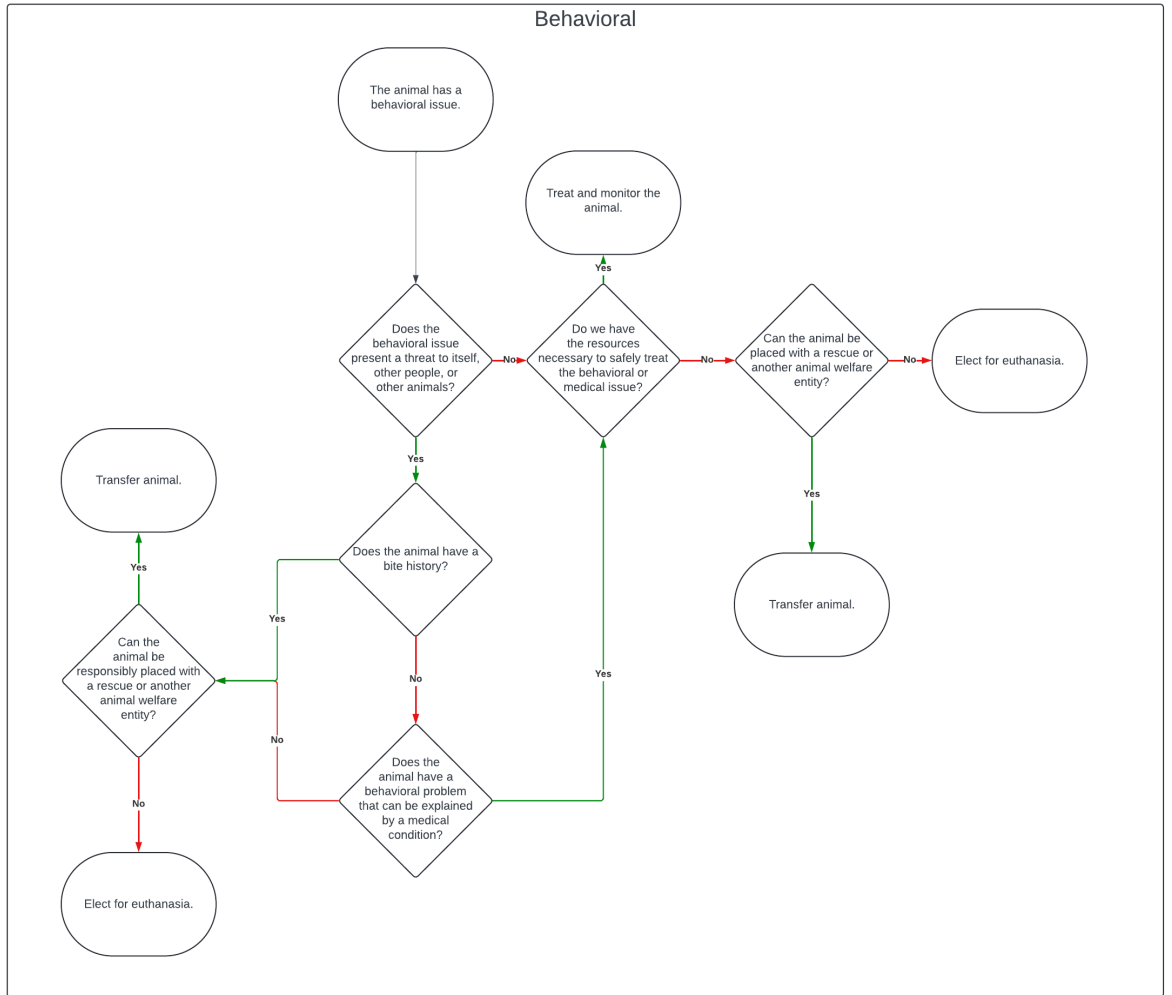 Behavioral
The animal has a
behavioral issue.
Treat and monitor the
animal.
Yes
Does the
behavioral issue
present a threat to itself,
other people, or
other animals?
No
Do we have
the resources
necessary to safely treat
the behavioral or
medical issue?
No
Can the animal be
placed with a rescue or
another animal welfare
entity?
No
Elect for euthanasia.
Yes
Yes
Transfer animal.
Does the animal have a
bite history?
Transfer animal.
Yes
Yes
Can the
animal be
responsibly placed with
a rescue or another
animal welfare
entity?
No
Yes
No
Does the
animal have a
behavioral problem
that can be explained
by a medical
condition?
No
Elect for euthanasia.